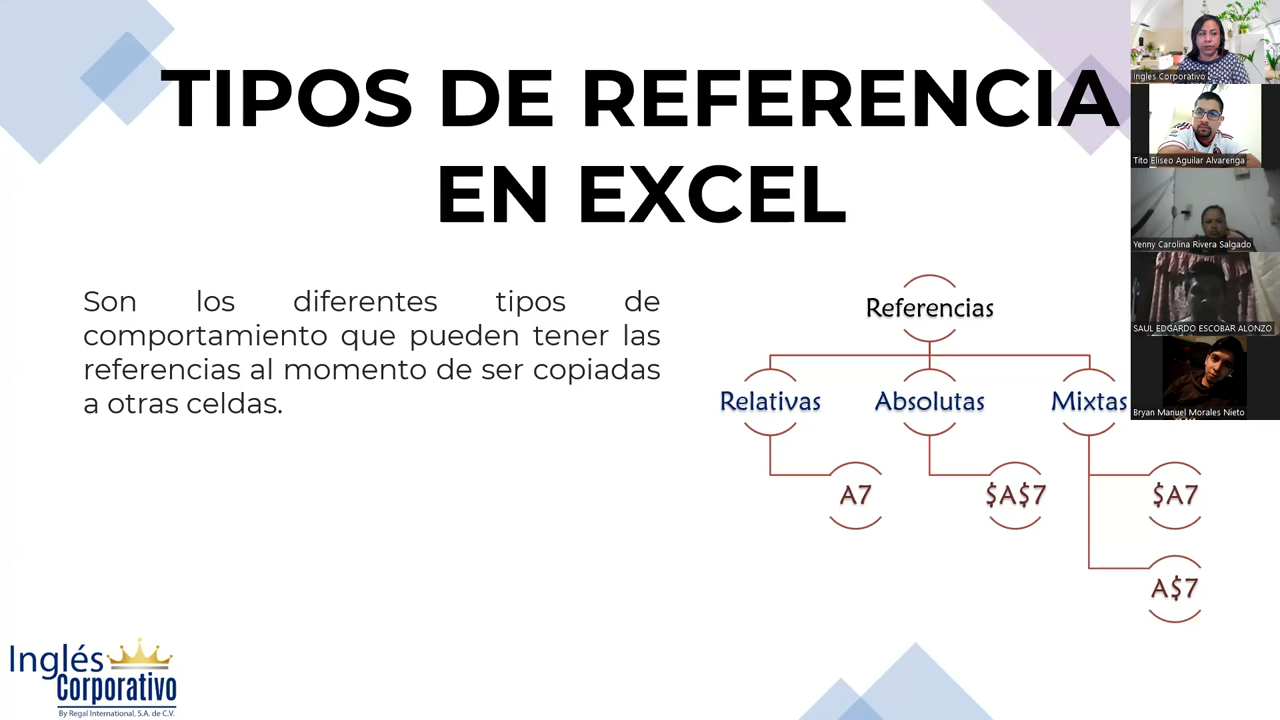 TIPOS DE REFERENCIA
EN EXCEL
Son los diferentes tipos de
comportamiento que pueden tener las
referencias al momento de ser copiadas
a otras celdas.
Referencias
Relativas
Absolutas
Mixtas
A7
$A$7
$A7
A$7
Inglés
Corporativo
By Regal International, S.A. de C.V.
Ingles Corporativo
Tito Eliseo Aguilar Alvarenga
Yenny Carolina Rivera Salgado
SAUL EDGARDO ESCOBAR ALONZO
Bryan Manuel Morales Nieto